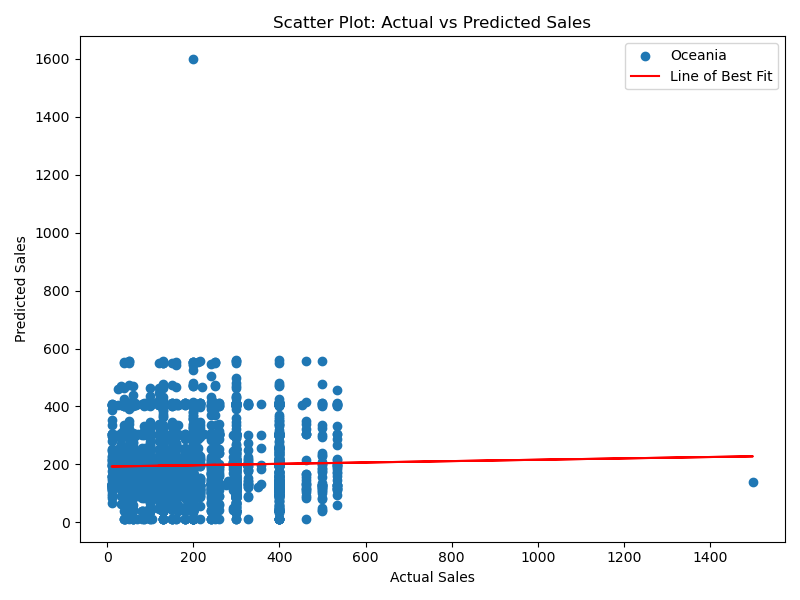 Scatter Plot: Actual vs Predicted Sales
Oceania
Line of Best Fit
1600
1400
1200
1000
800
600
400
200
0
Predicted Sales
0 200 400 600 800 1000 1200 1400
Actual Sales